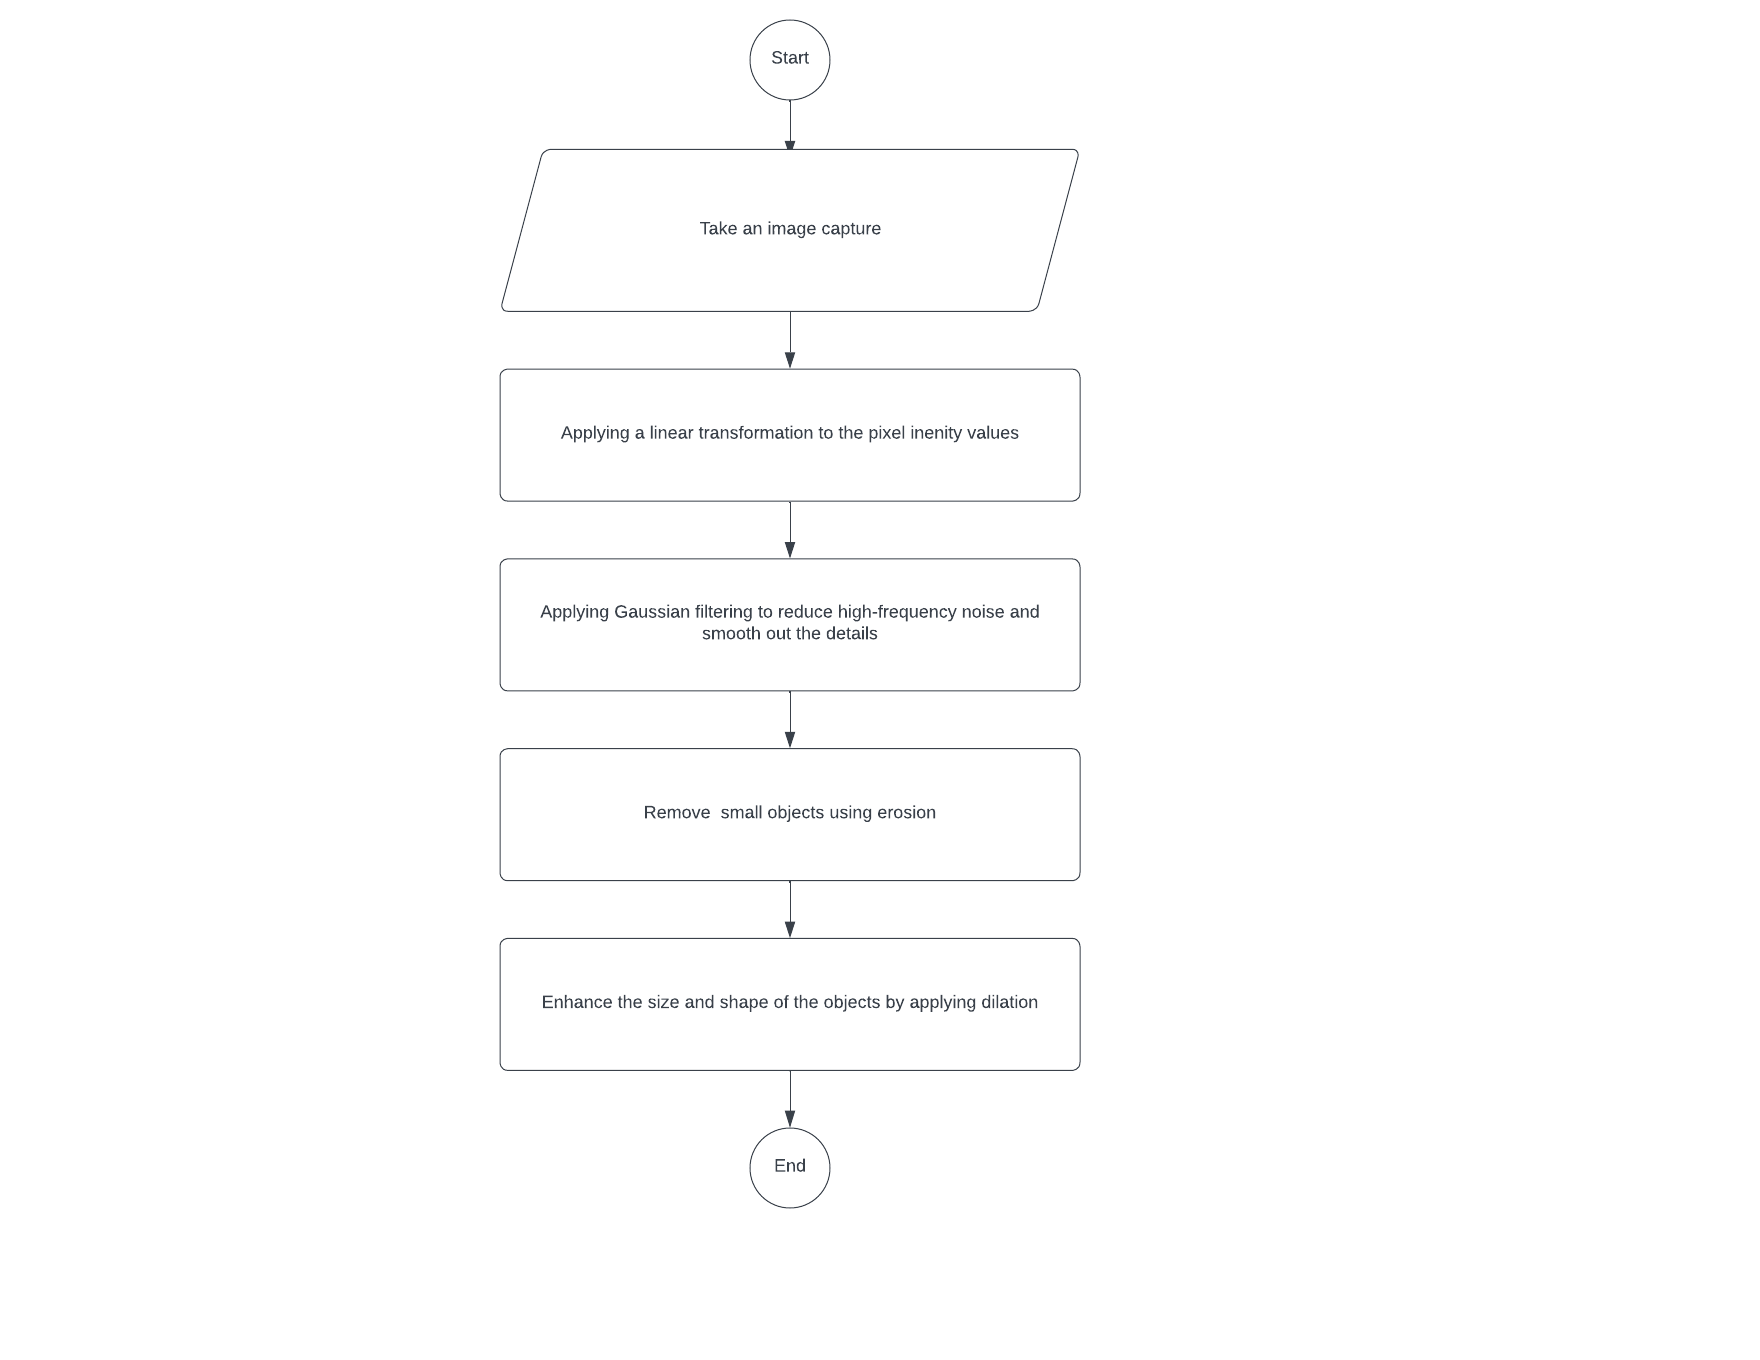 Start
Take an image capture
Applying a linear transformation to the pixel inenity values
Applying Gaussian filtering to reduce high-frequency noise and
smooth out the details
Remove  small objects using erosion
Enhance the size and shape of the objects by applying dilation
End